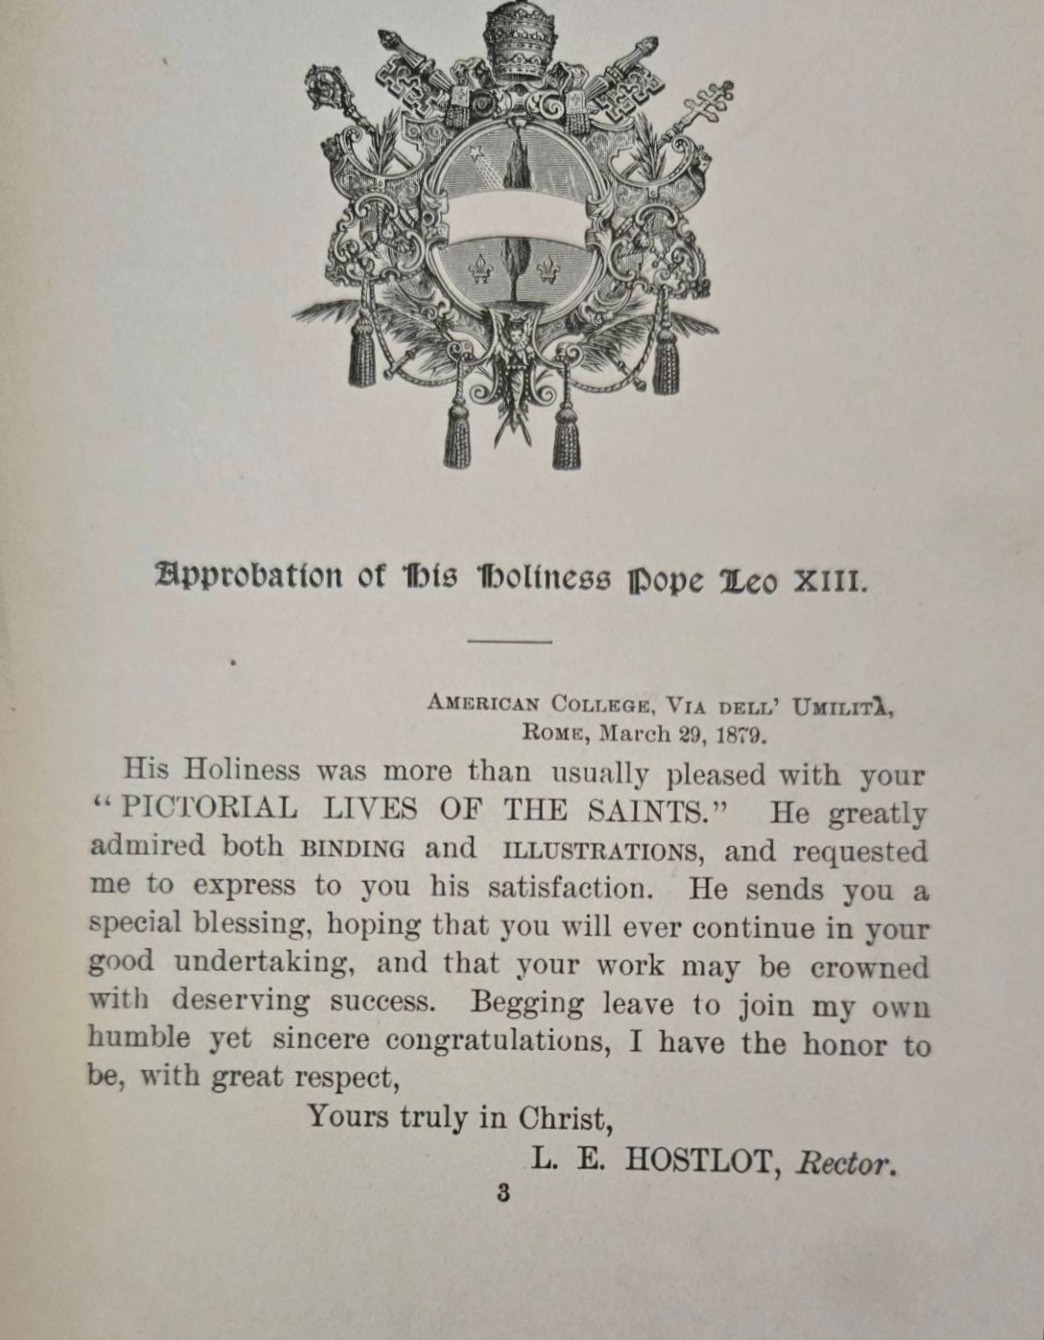 Approbation of His Holiness Pope Leo XIII.
AMERICAN COLLEGE, VIA DELL' UMILITÀ,
ROME, March 29, 1879.
His Holiness was more than usually pleased with your
“PICTORIAL LIVES OF THE SAINTS.” He greatly
admired both BINDING and ILLUSTRATIONS, and requested
me to express to you his satisfaction. He sends you a
special blessing, hoping that you will ever continue in your
good undertaking, and that your work may be crowned
with deserving success. Begging leave to join my own
humble yet sincere congratulations, I have the honor to
be, with great respect,
Yours truly in Christ,
L. E. HOSTLOT, Rector.
3